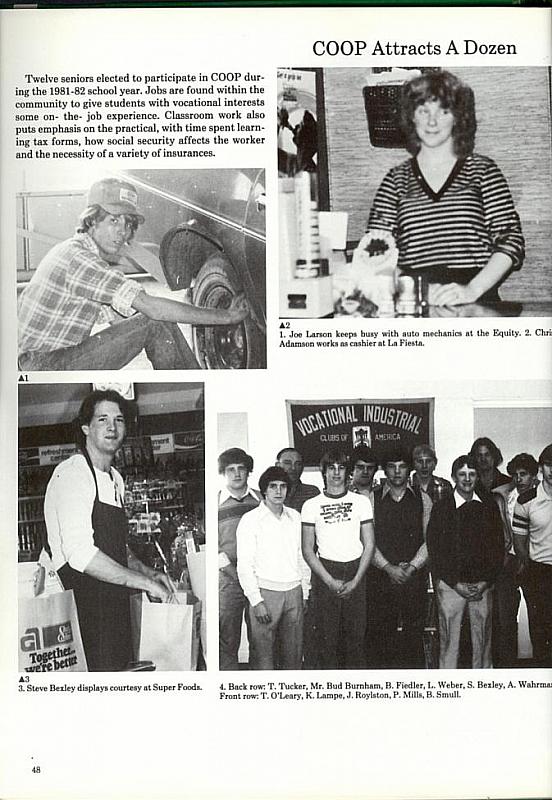 COOP Attracts A Dozen
Twelve seniors elected to participate in COOP dur-
ing the 1981-82 school year. Jobs are found within the
community to give students with vocational interests
some on- the- job experience. Classroom work also
puts emphasis on the practical, with time spent learn-
ing tax forms, how social security affects the worker
and the necessity of a variety of insurances.
▲2
1. Joe Larson keeps busy with auto mechanics at the Equity. 2. Chri
Adamson works as cashier at La Fiesta.
▲1
refreshment
VOCATIONAL INDUSTRIAL
CLUBS OF AMERICA
Together..
we're better
▲3
3. Steve Bexley displays courtesy at Super Foods.
4. Back row: T. Tucker, Mr. Bud Burnham, B. Fiedler, L. Weber, S. Bexley, A. Wahrma
Front row: T. O'Leary, K. Lampe, J. Roylston, P. Mills, B. Smull.
48